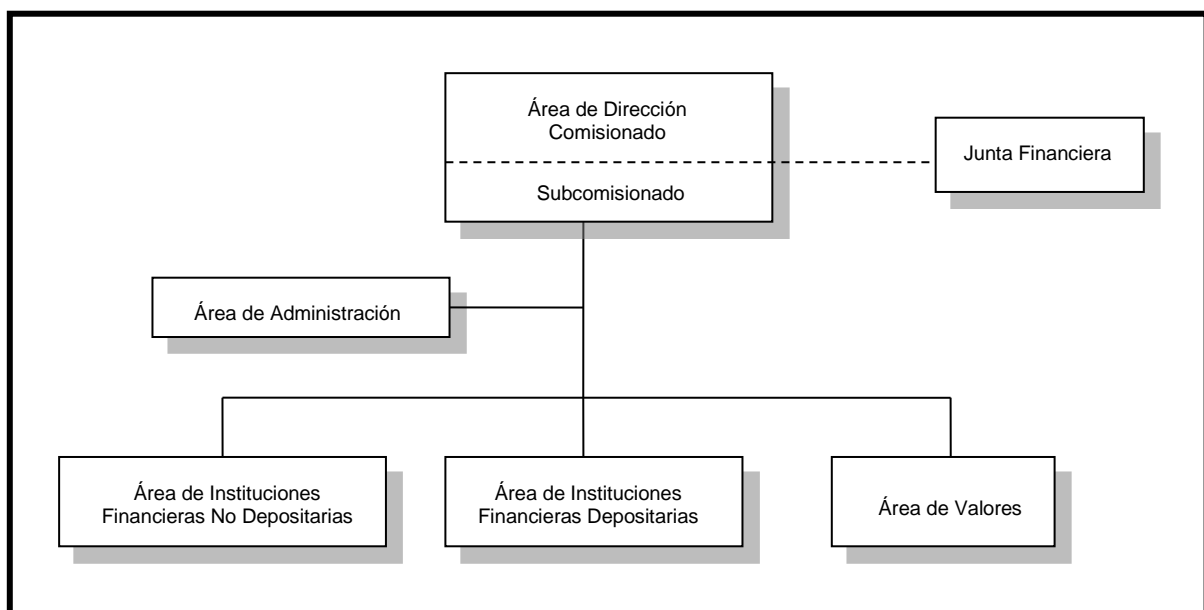 Área de Dirección
Comisionado
Junta Financiera
Subcomisionado
Área de Administración
Área de Instituciones
Financieras No Depositarias
Área de Instituciones
Financieras Depositarias
Área de Valores